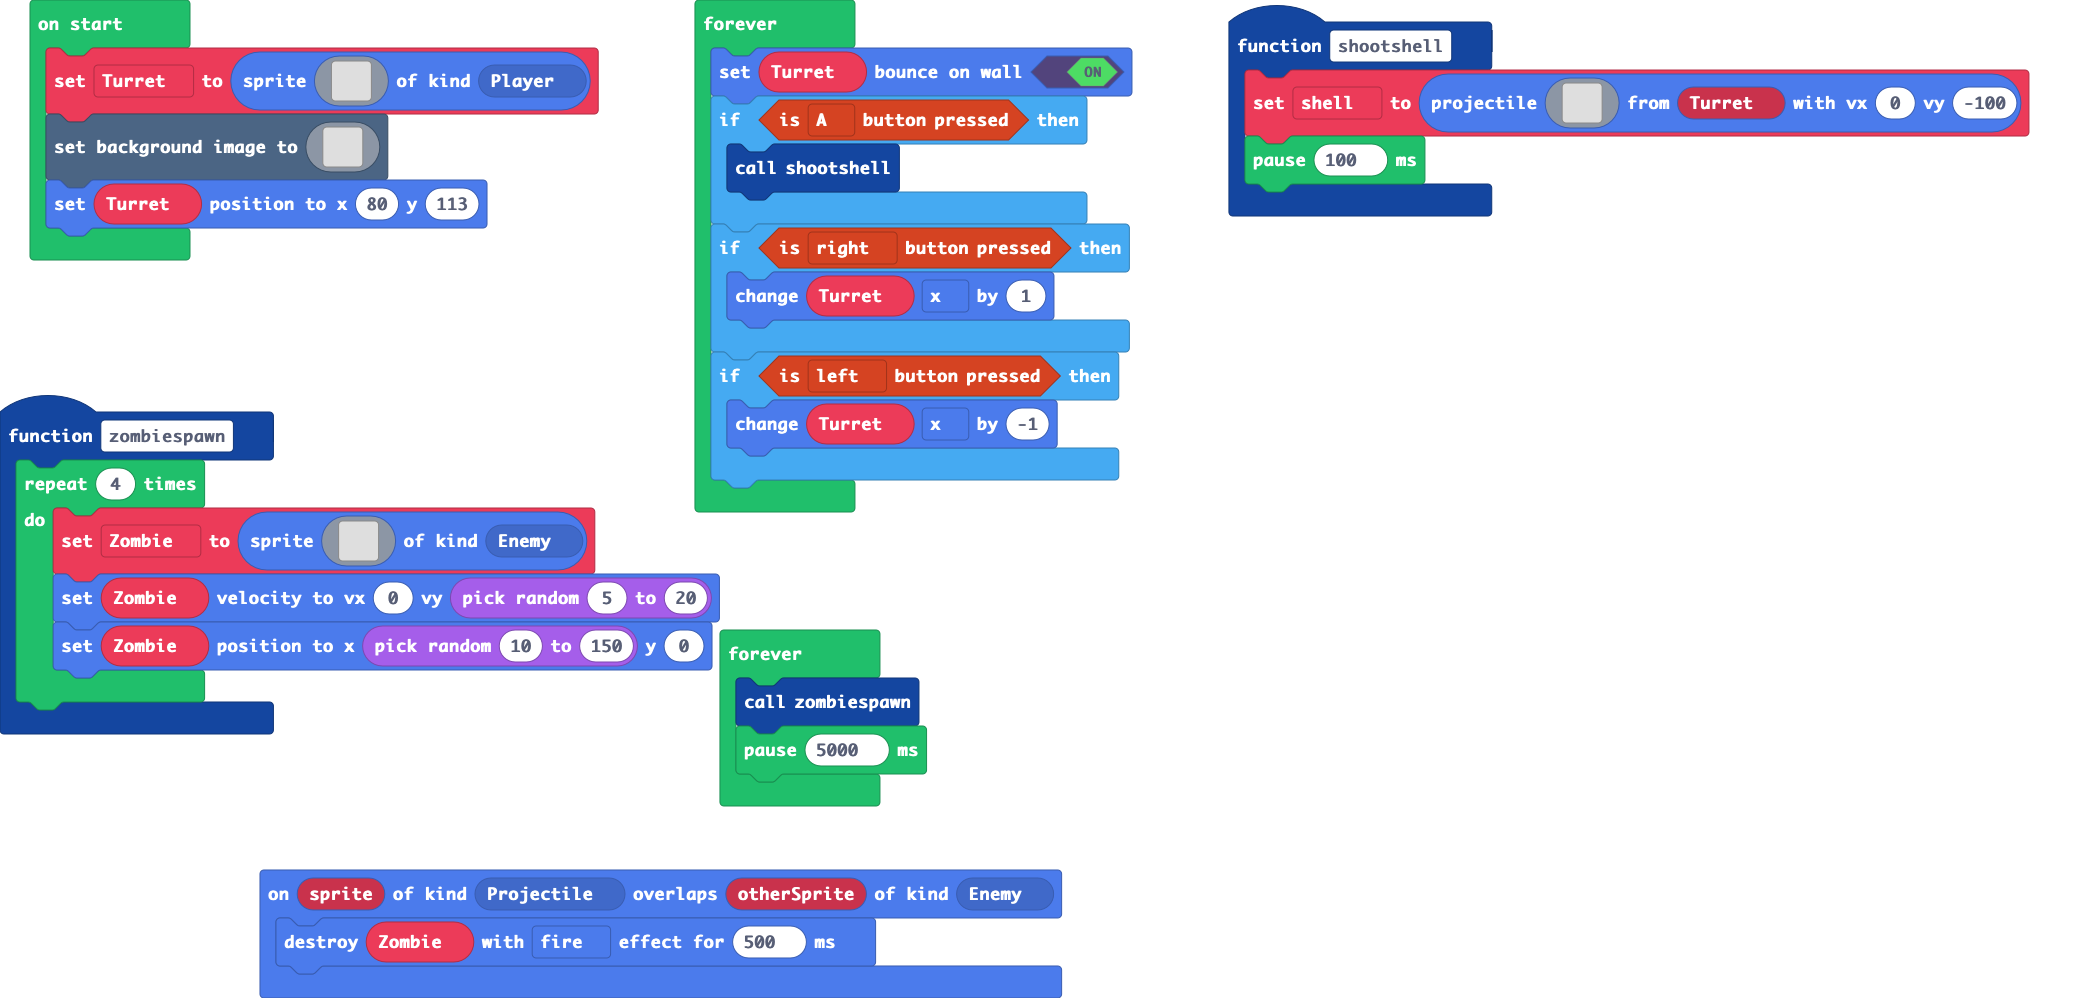 on start
set Turret to sprite of kind Player
set background image to
set Turret position to x 80 y 113
forever
set Turret bounce on wall ON
if is A button pressed then
call shootshell
if is right button pressed then
change Turret x by 1
if is left button pressed then
change Turret x by -1
function shootshell
set shell to projectile from Turret with vx 0 vy -100
pause 100 ms
function zombiespawn
repeat 4 times
do
set Zombie to sprite of kind Enemy
set Zombie velocity to vx 0 vy pick random 5 to 20
set Zombie position to x pick random 10 to 150 y 0
forever
call zombiespawn
pause 5000 ms
on sprite of kind Projectile overlaps otherSprite of kind Enemy
destroy Zombie with fire effect for 500 ms